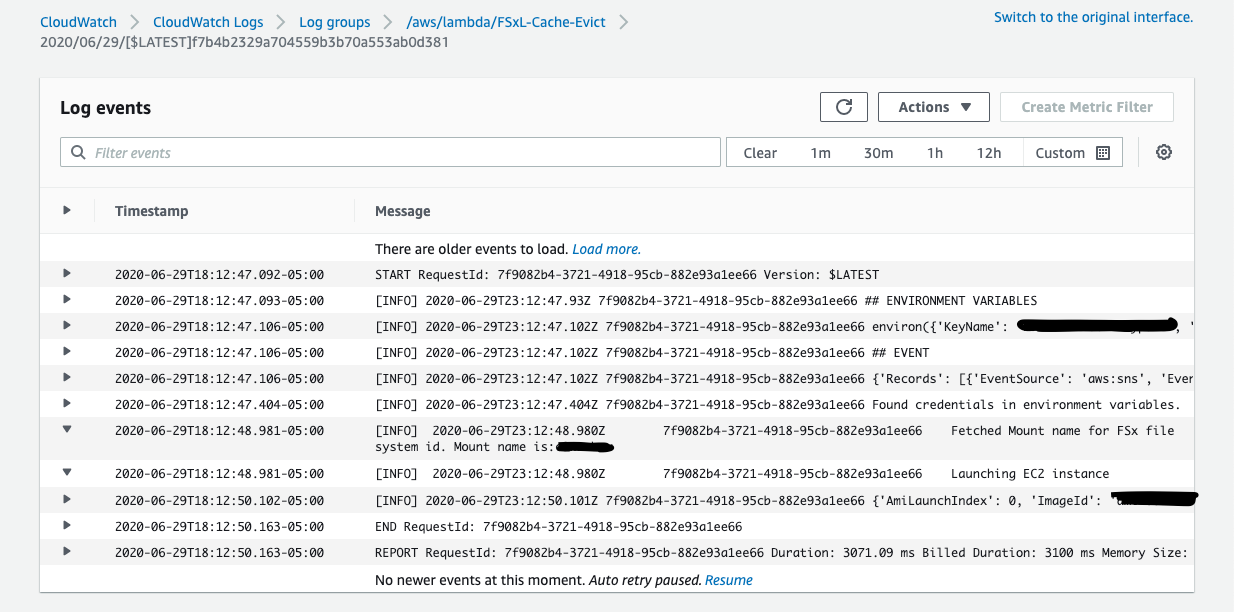 CloudWatch > CloudWatch Logs > Log groups > /aws/lambda/FSxL-Cache-Evict > Switch to the original interface.
2020/06/29/[$LATEST]f7b4b2329a704559b3b70a553ab0d381
Log events Actions Create Metric Filter
Filter events Clear 1m 30m 1h 12h Custom
Timestamp Message
There are older events to load. Load more.
2020-06-29T18:12:47.092-05:00 START RequestId: 7f9082b4-3721-4918-95cb-882e93a1ee66 Version: $LATEST
2020-06-29T18:12:47.093-05:00 [INFO] 2020-06-29T23:12:47.93Z 7f9082b4-3721-4918-95cb-882e93a1ee66 ## ENVIRONMENT VARIABLES
2020-06-29T18:12:47.106-05:00 [INFO] 2020-06-29T23:12:47.102Z 7f9082b4-3721-4918-95cb-882e93a1ee66 environ({'KeyName': , '
2020-06-29T18:12:47.106-05:00 [INFO] 2020-06-29T23:12:47.102Z 7f9082b4-3721-4918-95cb-882e93a1ee66 ## EVENT
2020-06-29T18:12:47.106-05:00 [INFO] 2020-06-29T23:12:47.102Z 7f9082b4-3721-4918-95cb-882e93a1ee66 {'Records': [{'EventSource': 'aws:sns', 'Ever
2020-06-29T18:12:47.404-05:00 [INFO] 2020-06-29T23:12:47.404Z 7f9082b4-3721-4918-95cb-882e93a1ee66 Found credentials in environment variables.
2020-06-29T18:12:48.981-05:00 [INFO] 2020-06-29T23:12:48.980Z 7f9082b4-3721-4918-95cb-882e93a1ee66 Fetched Mount name for FSx file
system id. Mount name is:
2020-06-29T18:12:48.981-05:00 [INFO] 2020-06-29T23:12:48.980Z 7f9082b4-3721-4918-95cb-882e93a1ee66 Launching EC2 instance
2020-06-29T18:12:50.102-05:00 [INFO] 2020-06-29T23:12:50.101Z 7f9082b4-3721-4918-95cb-882e93a1ee66 {'AmiLaunchIndex': 0, 'ImageId':
2020-06-29T18:12:50.163-05:00 END RequestId: 7f9082b4-3721-4918-95cb-882e93a1ee66
2020-06-29T18:12:50.163-05:00 REPORT RequestId: 7f9082b4-3721-4918-95cb-882e93a1ee66 Duration: 3071.09 ms Billed Duration: 3100 ms Memory Size:
No newer events at this moment. Auto retry paused. Resume